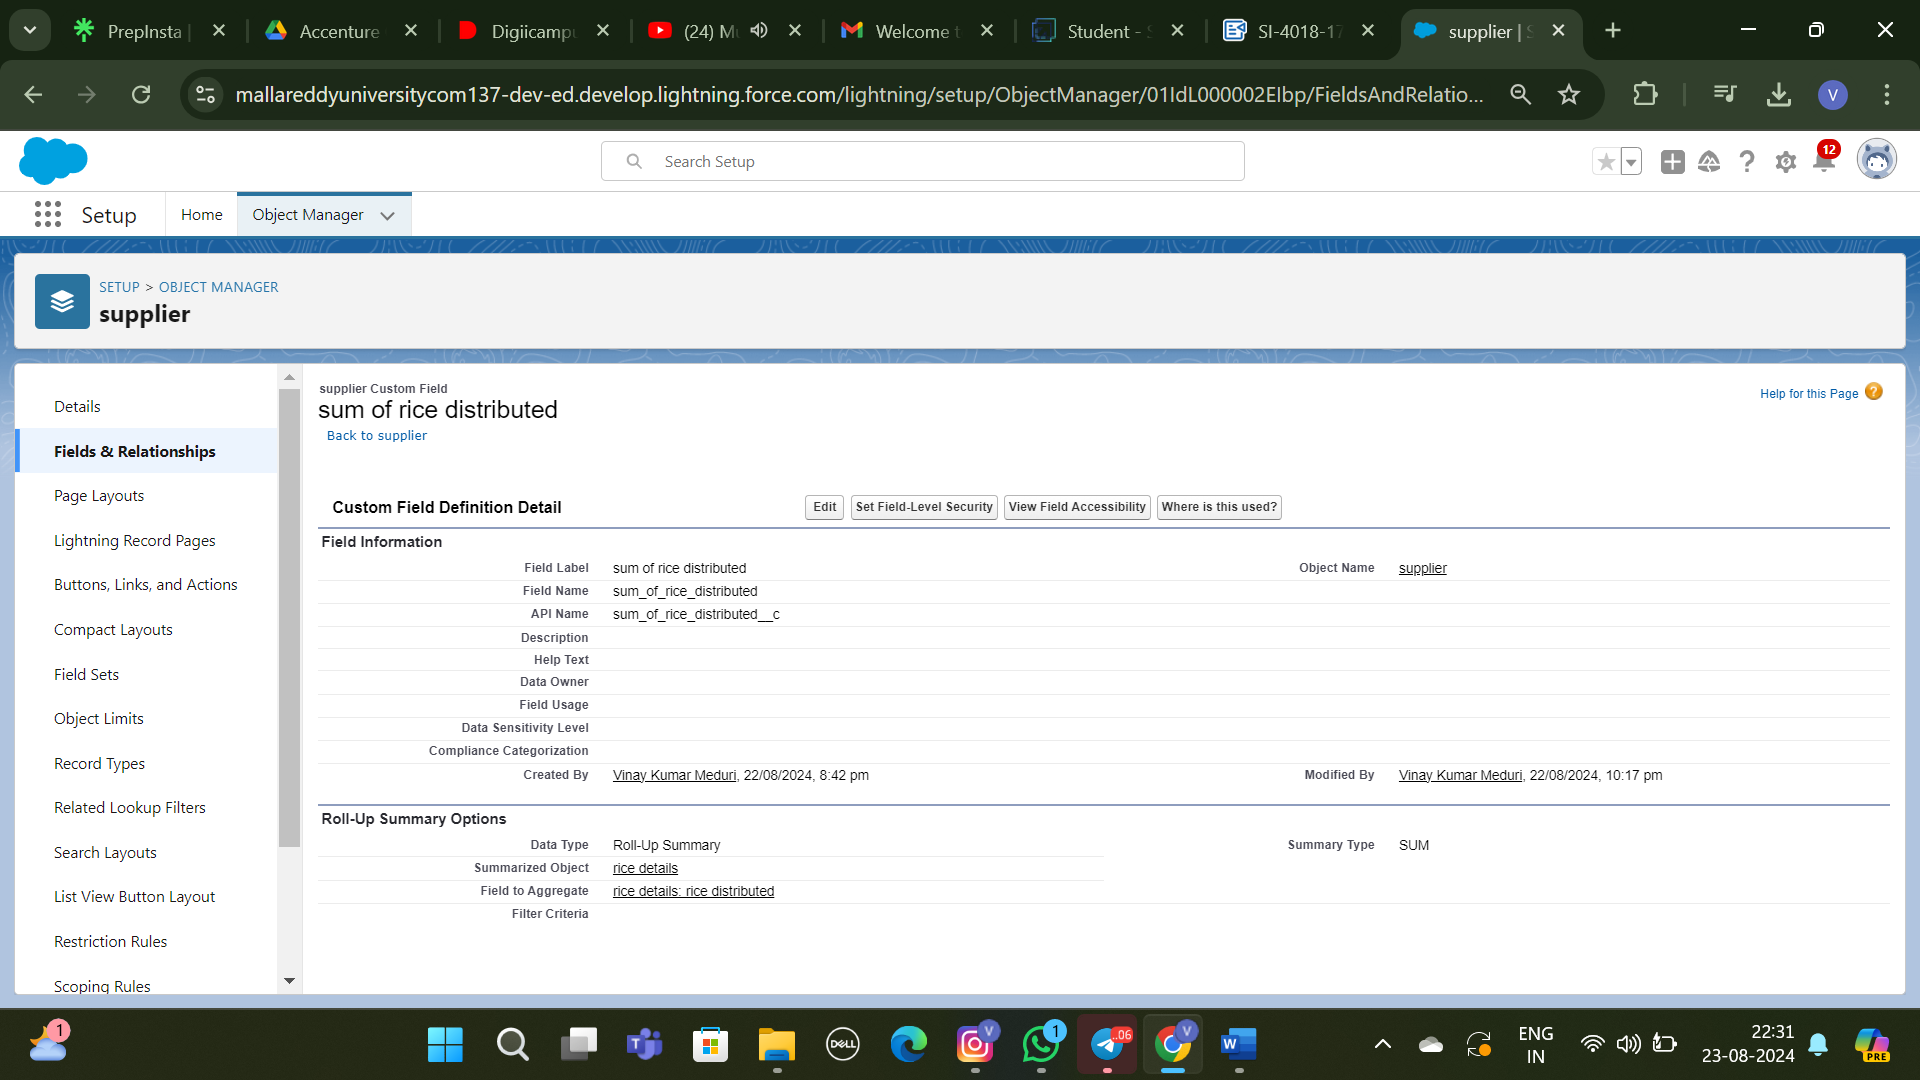 PrepInsta |
Accenture
Digiicampu
(24) Mu
Welcome t
Student - S
SI-4018-17
supplier | S
mallareddyuniversitycom137-dev-ed.develop.lightning.force.com/lightning/setup/ObjectManager/01IdL000002EIbp/FieldsAndRelatio...
V
Search Setup
12
Setup
Home
Object Manager
SETUP > OBJECT MANAGER
supplier
Details
Fields & Relationships
Page Layouts
Lightning Record Pages
Buttons, Links, and Actions
Compact Layouts
Field Sets
Object Limits
Record Types
Related Lookup Filters
Search Layouts
List View Button Layout
Restriction Rules
Scoping Rules
supplier Custom Field
sum of rice distributed
Back to supplier
Help for this Page ?
Custom Field Definition Detail
Edit
Set Field-Level Security
View Field Accessibility
Where is this used?
Field Information
Field Label sum of rice distributed
Object Name supplier
Field Name sum_of_rice_distributed
API Name sum_of_rice_distributed__c
Description
Help Text
Data Owner
Field Usage
Data Sensitivity Level
Compliance Categorization
Created By Vinay Kumar Meduri, 22/08/2024, 8:42 pm
Modified By Vinay Kumar Meduri, 22/08/2024, 10:17 pm
Roll-Up Summary Options
Data Type Roll-Up Summary
Summary Type SUM
Summarized Object rice details
Field to Aggregate rice details: rice distributed
Filter Criteria
1
T
DELL
V
1
..06
V
W
ENG
IN
22:31
23-08-2024
PRE